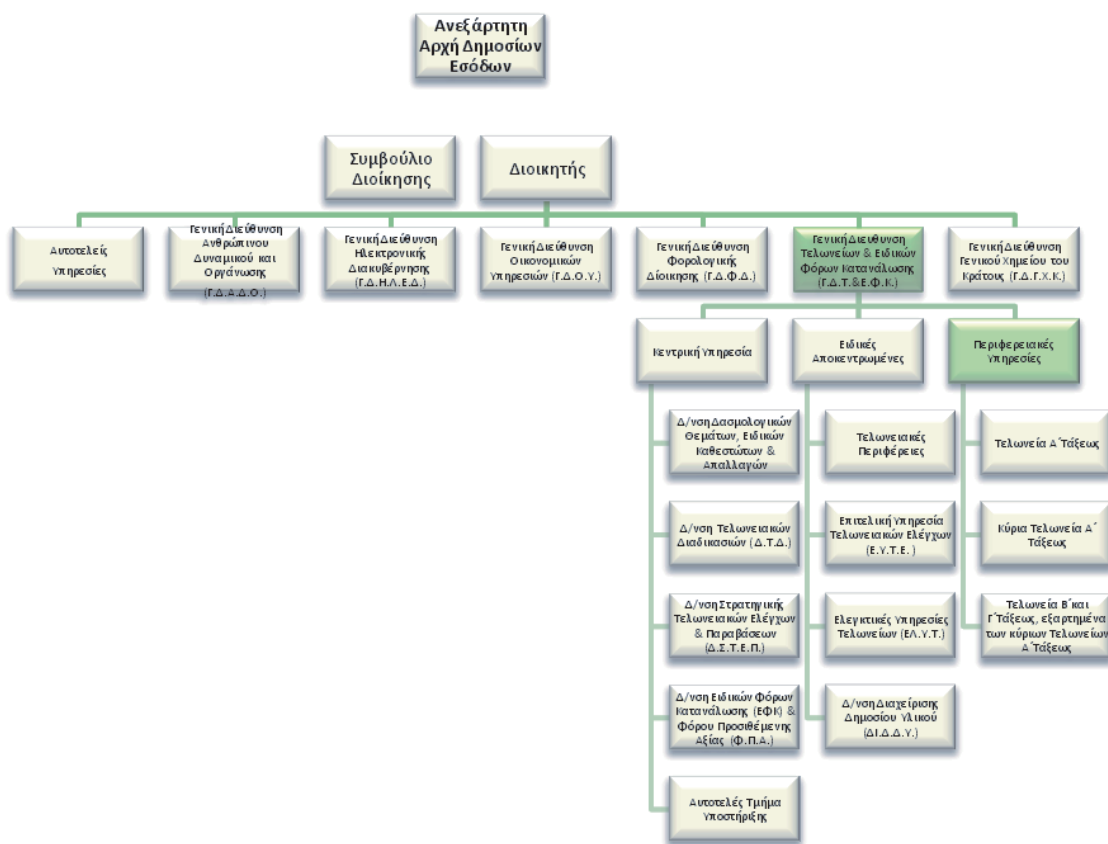 Ανεξάρτητη
Αρχή Δημοσίων
Εσόδων
Συμβούλιο
Διοίκησης
Διοικητής
Αυτοτελείς
Υπηρεσίες
Γενική Διεύθυνση
Ανθρώπινου
Δυναμικού και
Οργάνωσης
(Γ.Δ.Α.Δ.Ο.)
Γενική Διεύθυνση
Ηλεκτρονικής
Διακυβέρνησης
(Γ.Δ.Η.Λ.Ε.Δ.)
Γενική Διεύθυνση
Οικονομικών
Υπηρεσιών (Γ.Δ.Ο.Υ.)
Γενική Διεύθυνση
Φορολογικής
Δίοικησης (Γ.Δ.Φ.Δ.)
Γενική Διευθυνση
Τελωνείων & Ειδικών
Φόρων Κατανάλωσης
(Γ.Δ.Τ.&Ε.Φ.Κ.)
Γενική Διεύθυνση
Γενικού Χημείου του
Κράτους (Γ.Δ.Γ.Χ.Κ.)
Κεντρική Υπηρεσία
Ειδικές
Αποκεντρωμένες
Περιφερειακές
Υπηρεσίες
Δ/νση Δασμολογικών
Θεμάτων, Ειδικών
Καθεστώτων &
Απαλλαγών
Δ/νση Τελωνειακών
Διαδικασιών (Δ.Τ.Δ.)
Δ/νση Στρατηγικής
Τελωνειακών Ελέγχων
& Παραβάσεων
(Δ.Σ.Τ.Ε.Π.)
Δ/νση Ειδικών Φόρων
Κατανάλωσης (ΕΦΚ) &
Φόρου Προσιθέμενης
Αξίας (Φ.Π.Α.)
Αυτοτελές Τμήμα
Υποστήριξης
Τελωνειακές
Περιφέρειες
Επιτελική Υπηρεσία
Τελωνειακών Ελέγχων
(Ε.Υ.Τ.Ε. )
Ελεγκτικές Υπηρεσίες
Τελωνείων (ΕΛ.Υ.Τ.)
Δ/νση Διαχείρισης
Δημοσίου Υλικού
(ΔΙ.Δ.Δ.Υ.)
Τελωνεία Α΄Τάξεως
Κύρια Τελωνεία Α΄
Τάξεως
Τελωνεία Β΄ και
Γ΄Τάξεως, εξαρτημένα
των κύριων Τελωνείων
Α΄Τάξεως